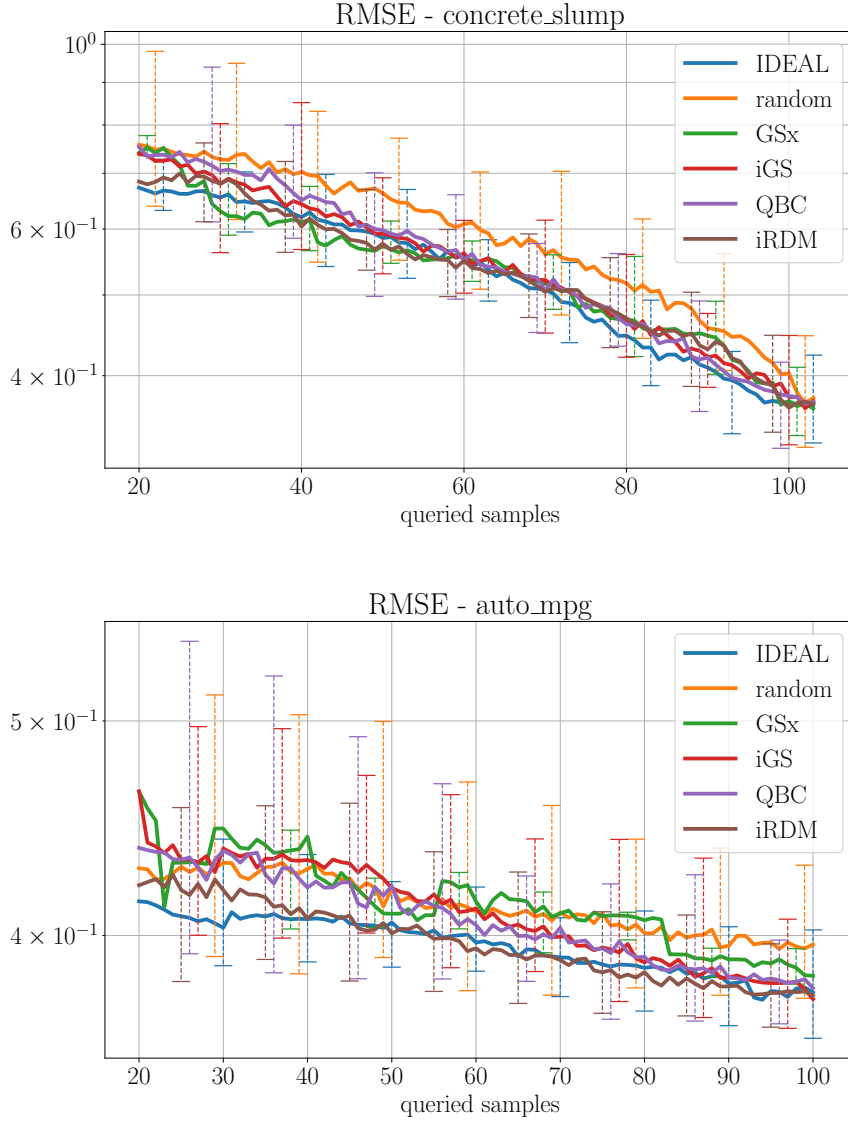 RMSE - concrete_slump
10⁰
6 × 10⁻¹
4 × 10⁻¹
IDEAL
random
GSx
iGS
QBC
iRDM
20 40 60 80 100
queried samples
RMSE - auto_mpg
5 × 10⁻¹
4 × 10⁻¹
IDEAL
random
GSx
iGS
QBC
iRDM
20 30 40 50 60 70 80 90 100
queried samples